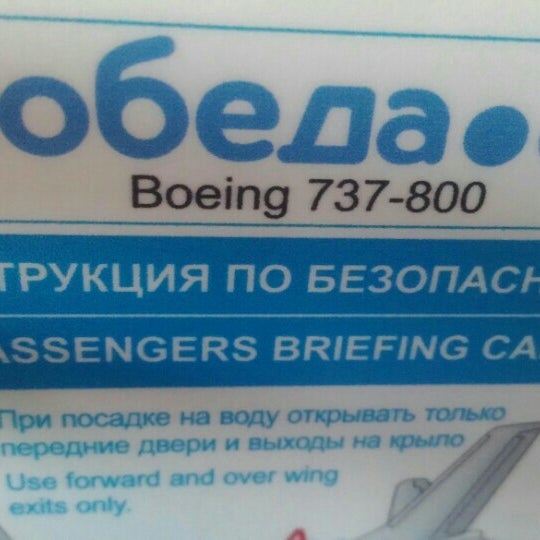 обеда
Boeing 737-800
ТРУКЦИЯ ПО БЕЗОПАСН
ASSENGERS BRIEFING CA
При посадке на воду открывать только
передние двери и выходы на крыло
Use forward and over wing
exits only.